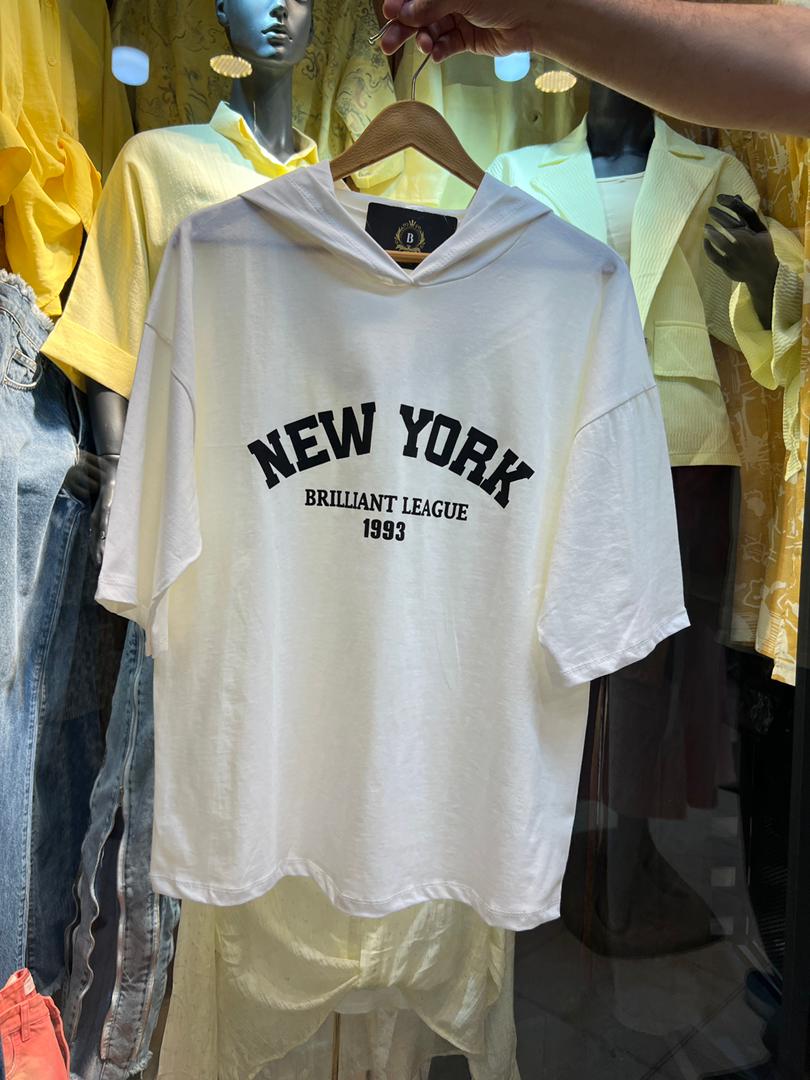 B
NEW YORK
BRILLIANT LEAGUE
1993